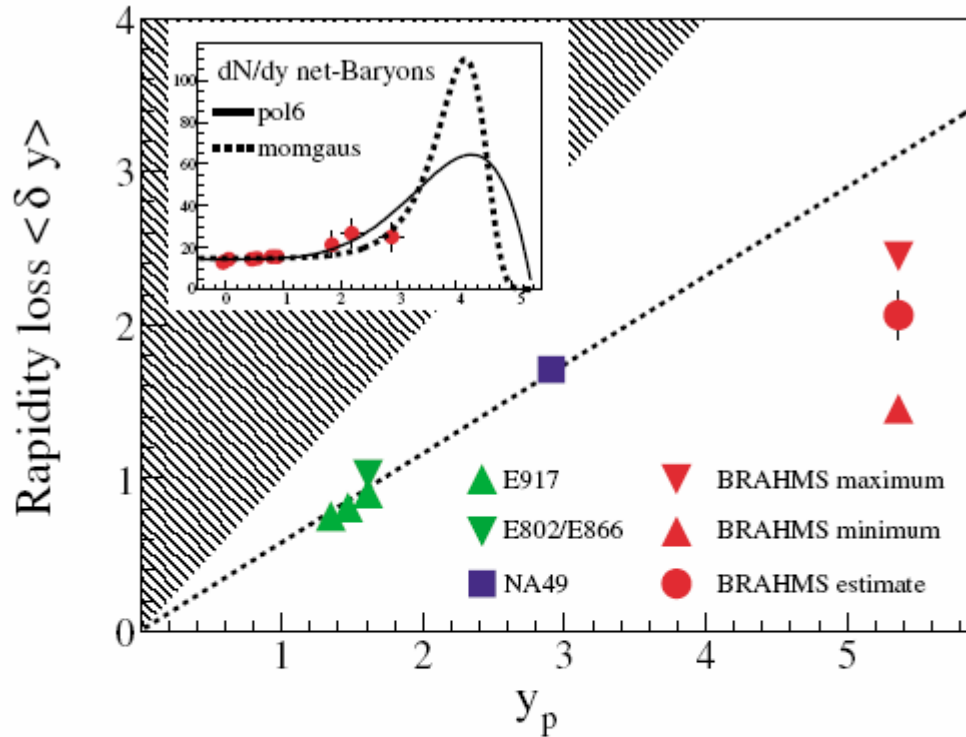 Rapidity loss < δ y>
4
3
2
1
0
dN/dy net-Baryons
pol6
momgaus
100
80
60
40
20
0
0 1 2 3 4 5
E917
E802/E866
NA49
BRAHMS maximum
BRAHMS minimum
BRAHMS estimate
1 2 3 4 5
y_p